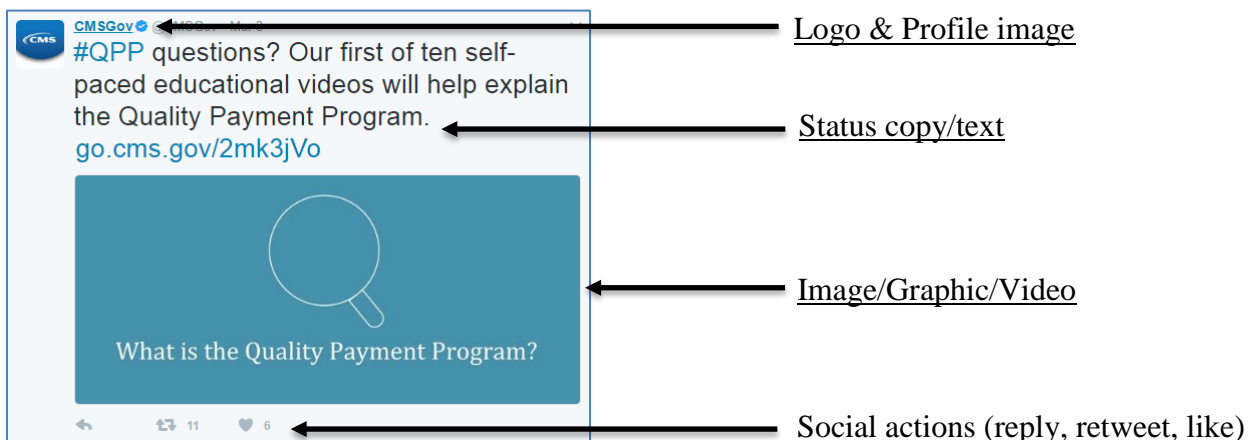 CMSGov
Logo & Profile image
CMS
#QPP questions? Our first of ten self-
paced educational videos will help explain
the Quality Payment Program.
Status copy/text
go.cms.gov/2mk3jVo
Image/Graphic/Video
What is the Quality Payment Program?
11 6
Social actions (reply, retweet, like)